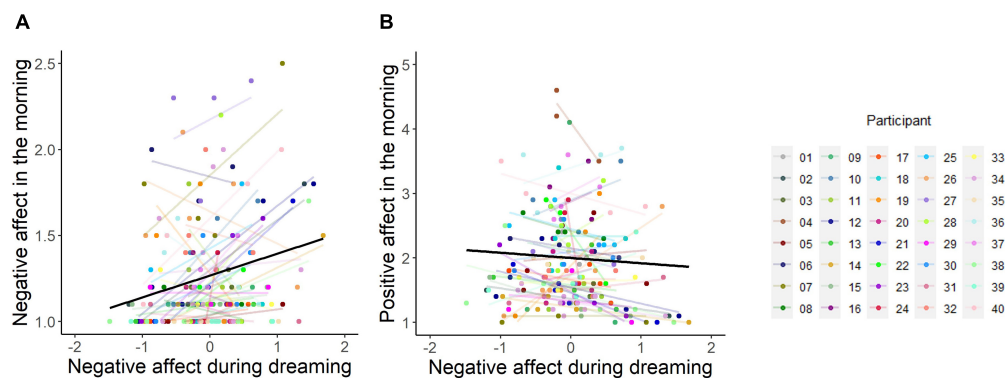 A
B
Negative affect in the morning
2.5
2.0
1.5
1.0
-2
-1
0
1
2
Negative affect during dreaming
Positive affect in the morning
5
4
3
2
1
-2
-1
0
1
2
Negative affect during dreaming
Participant
01 09 17 25 33
02 10 18 26 34
03 11 19 27 35
04 12 20 28 36
05 13 21 29 37
06 14 22 30 38
07 15 23 31 39
08 16 24 32 40